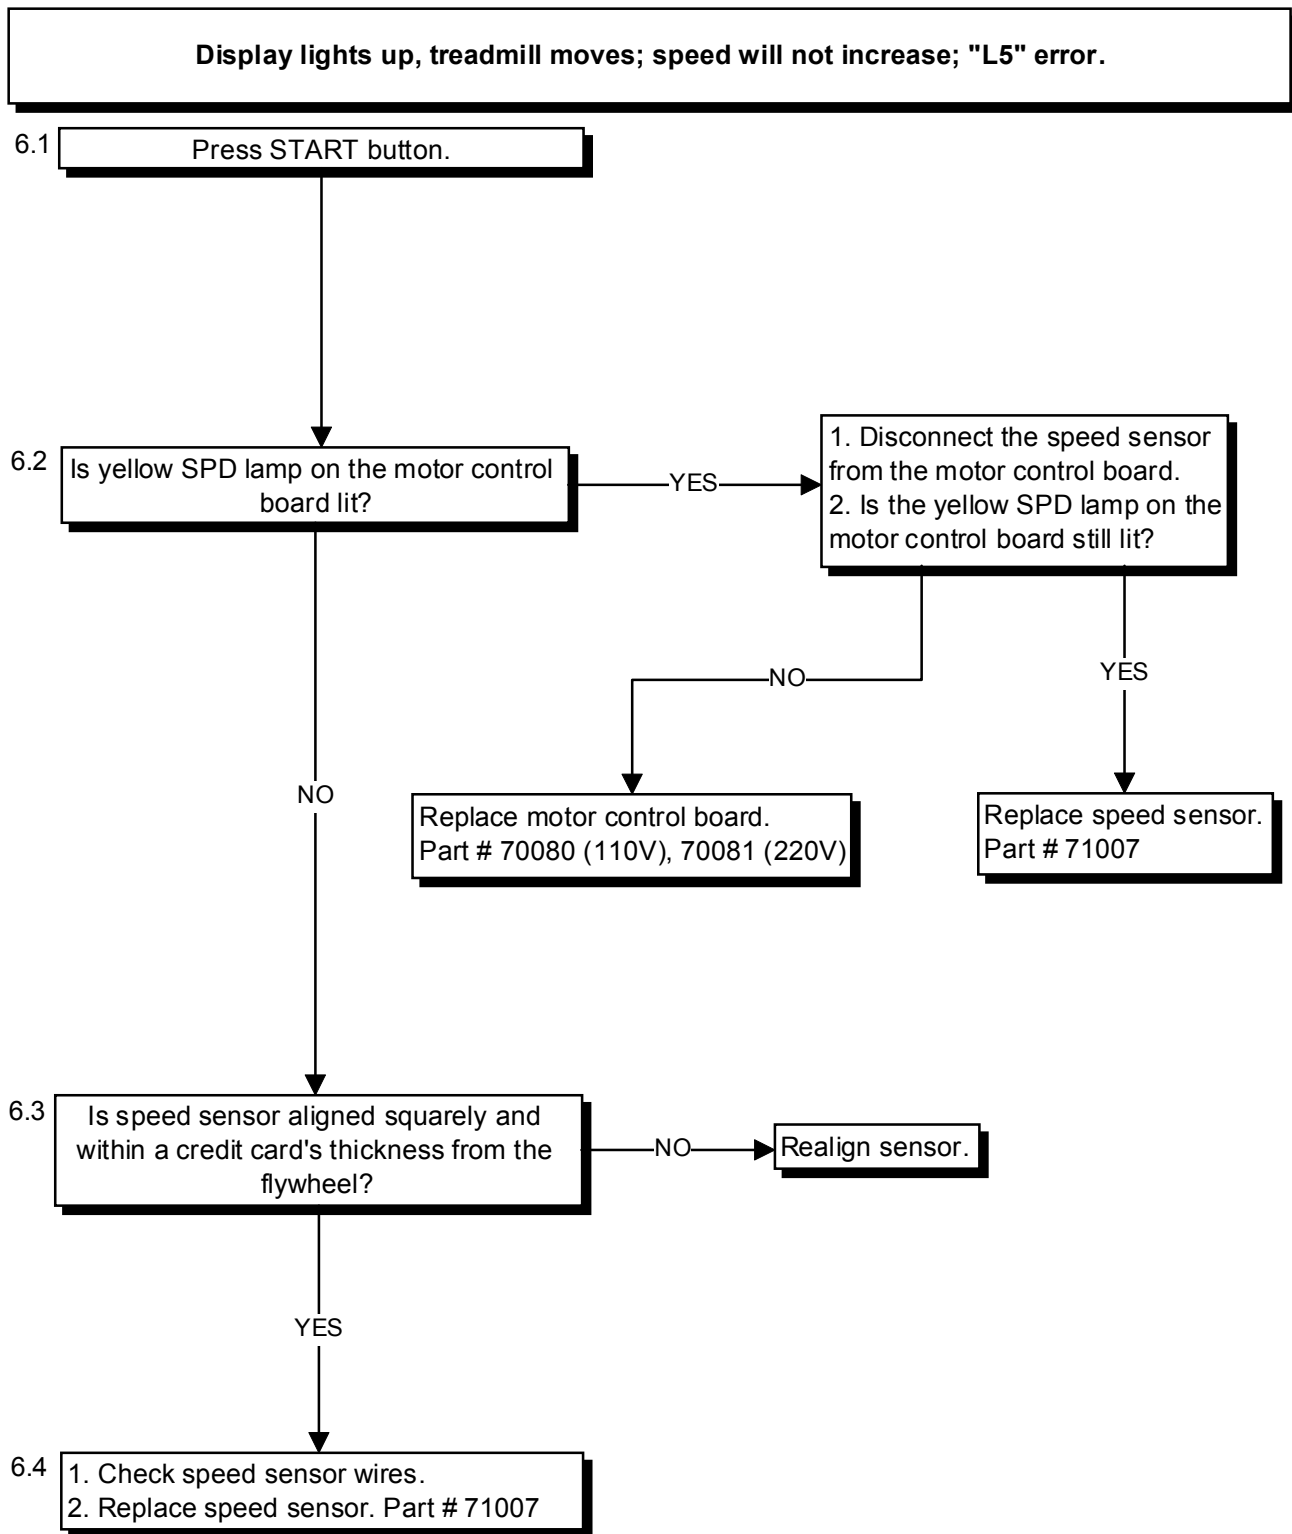 Display lights up, treadmill moves; speed will not increase; "L5" error.
6.1
Press START button.
6.2
Is yellow SPD lamp on the motor control
board lit?
YES
1. Disconnect the speed sensor
from the motor control board.
2. Is the yellow SPD lamp on the
motor control board still lit?
NO
YES
NO
Replace motor control board.
Part # 70080 (110V), 70081 (220V)
Replace speed sensor.
Part # 71007
6.3
Is speed sensor aligned squarely and
within a credit card's thickness from the
flywheel?
NO
Realign sensor.
YES
6.4
1. Check speed sensor wires.
2. Replace speed sensor. Part # 71007